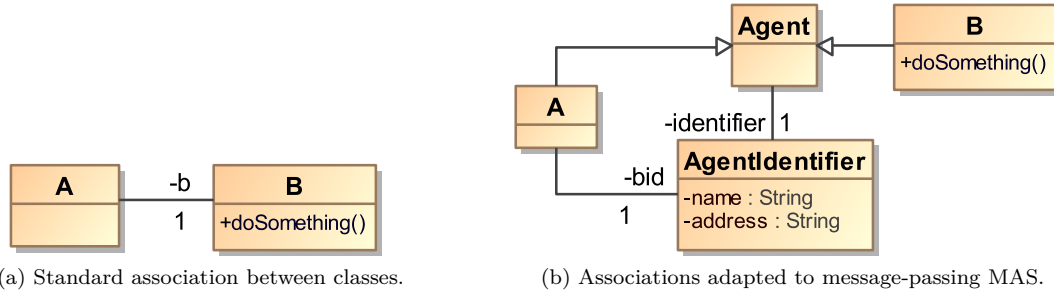 A
-b
1
B
+doSomething()
(a) Standard association between classes.
Agent
B
+doSomething()
A
-identifier 1
AgentIdentifier
-name : String
-address : String
-bid
1
(b) Associations adapted to message-passing MAS.